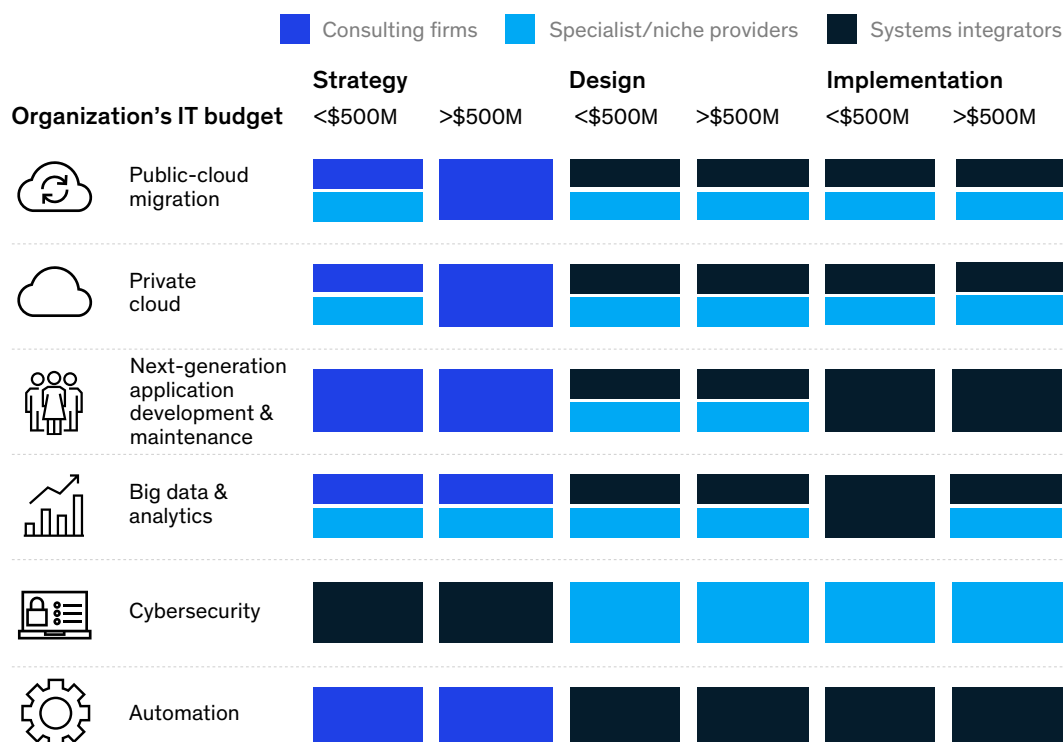 Consulting firms Specialist/niche providers Systems integrators
Strategy Design Implementation
Organization’s IT budget <$500M >$500M <$500M >$500M <$500M >$500M
Public-cloud
migration
Private
cloud
Next-generation
application
development &
maintenance
Big data &
analytics
Cybersecurity
Automation